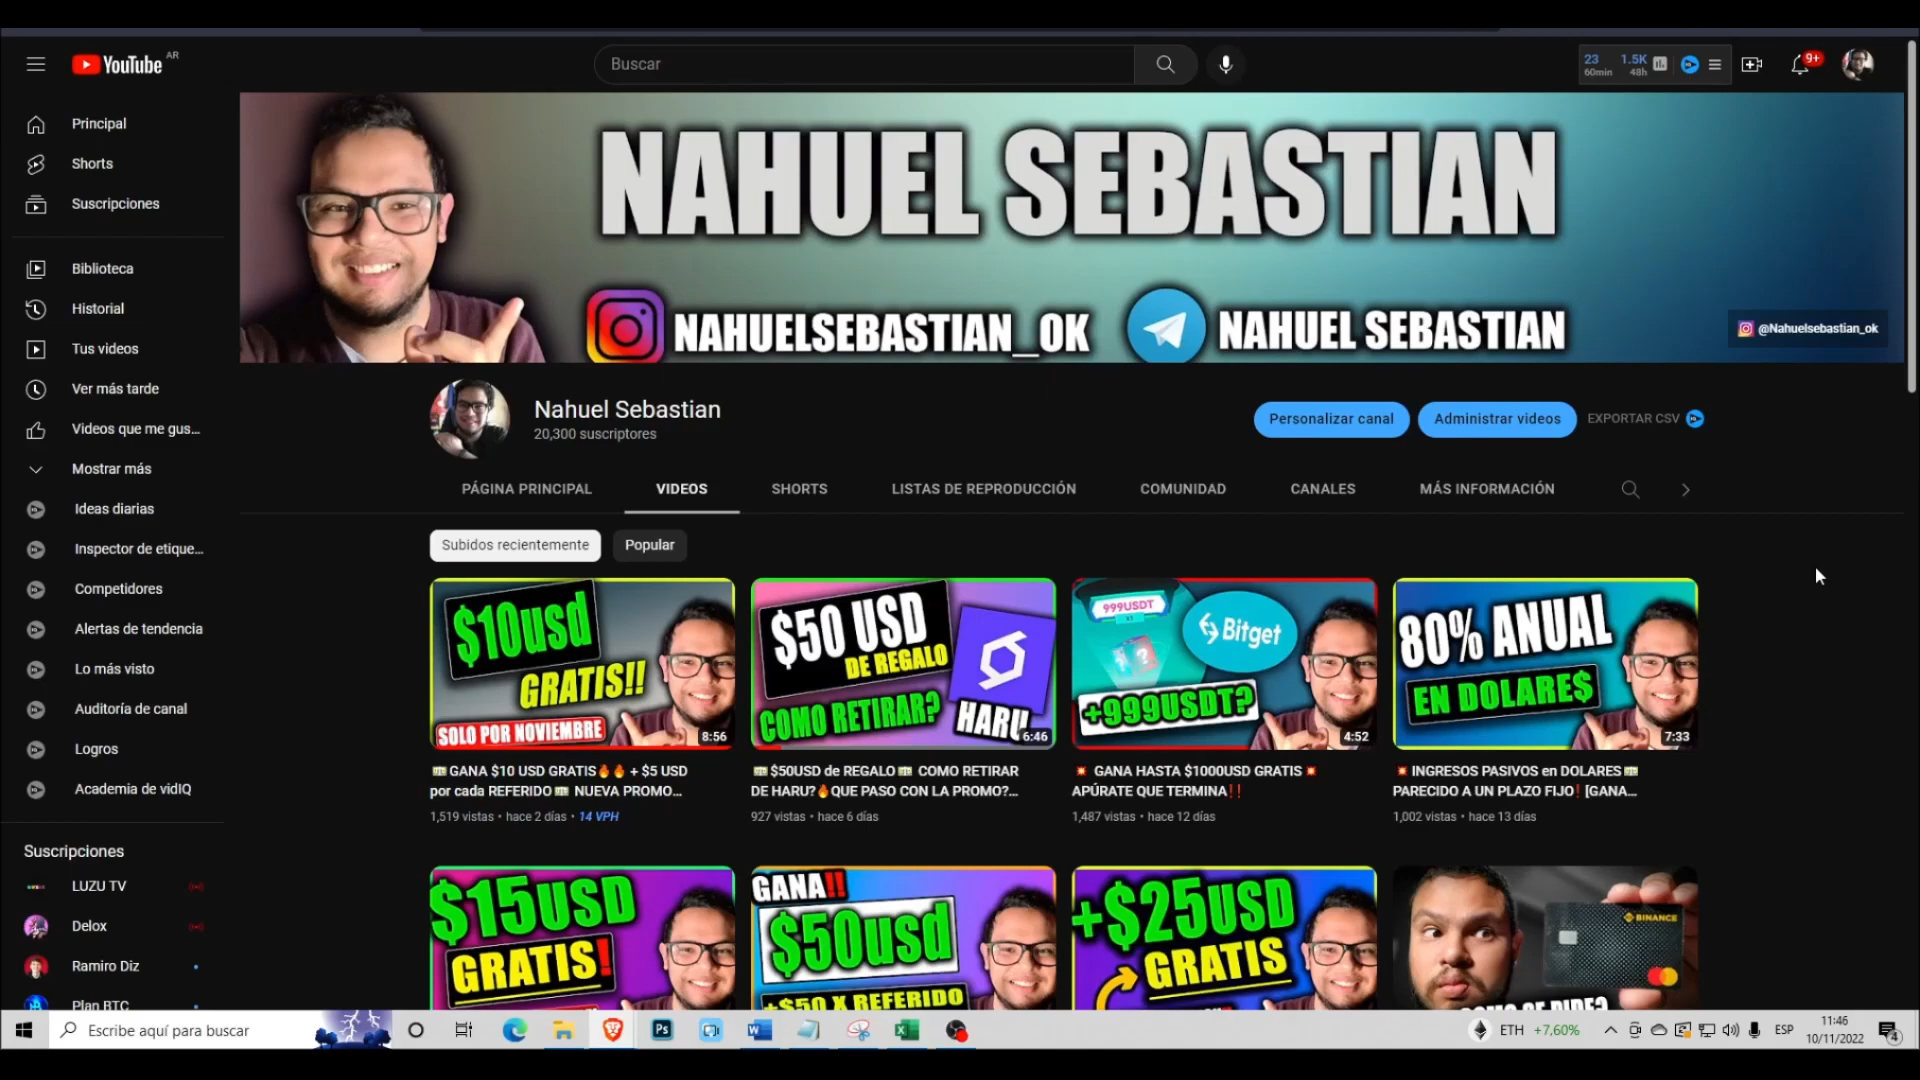 YouTube AR
Buscar
23 1.5K
60min 48h
9+
NAHUEL SEBASTIAN
NAHUELSEBASTIAN_OK NAHUEL SEBASTIAN
@Nahuelsebastian_ok
Principal
Shorts
Suscripciones
Biblioteca
Historial
Tus videos
Ver más tarde
Videos que me gus...
Mostrar más
Ideas diarias
Inspector de etique...
Competidores
Alertas de tendencia
Lo más visto
Auditoría de canal
Logros
Academia de vidIQ
Suscripciones
LUZU TV
Delox
Ramiro Diz
Plan BTC
Nahuel Sebastian
20,300 suscriptores
Personalizar canal Administrar videos EXPORTAR CSV
PÁGINA PRINCIPAL VIDEOS SHORTS LISTAS DE REPRODUCCIÓN COMUNIDAD CANALES MÁS INFORMACIÓN
Subidos recientemente Popular
$10usd
GRATIS!!
SOLO POR NOVIEMBRE
8:56
GANA $10 USD GRATIS🔥🔥 + $5 USD
por cada REFERIDO NUEVA PROMO...
1,519 vistas • hace 2 días • 14 VPH
$50 USD
DE REGALO
COMO RETIRAR?
HARU
6:46
$50USD de REGALO COMO RETIRAR
DE HARU?🔥QUE PASO CON LA PROMO?...
927 vistas • hace 6 días
999USDT
x1
Bitget
+999USDT?
4:52
💥 GANA HASTA $1000USD GRATIS💥
APÚRATE QUE TERMINA‼
1,487 vistas • hace 12 días
80% ANUAL
EN DOLARE$
7:33
💥 INGRESOS PASIVOS en DOLARES
PARECIDO A UN PLAZO FIJO❗ [GANA...
1,002 vistas • hace 13 días
$15USD
GRATIS!
GANA!!
$50usd
+$50 X REFERIDO
+$25USD
GRATIS
BINANCE
COMO SE PIDE?
Escribe aquí para buscar
Ps
ETH +7,60%
ESP
11:46
10/11/2022
4